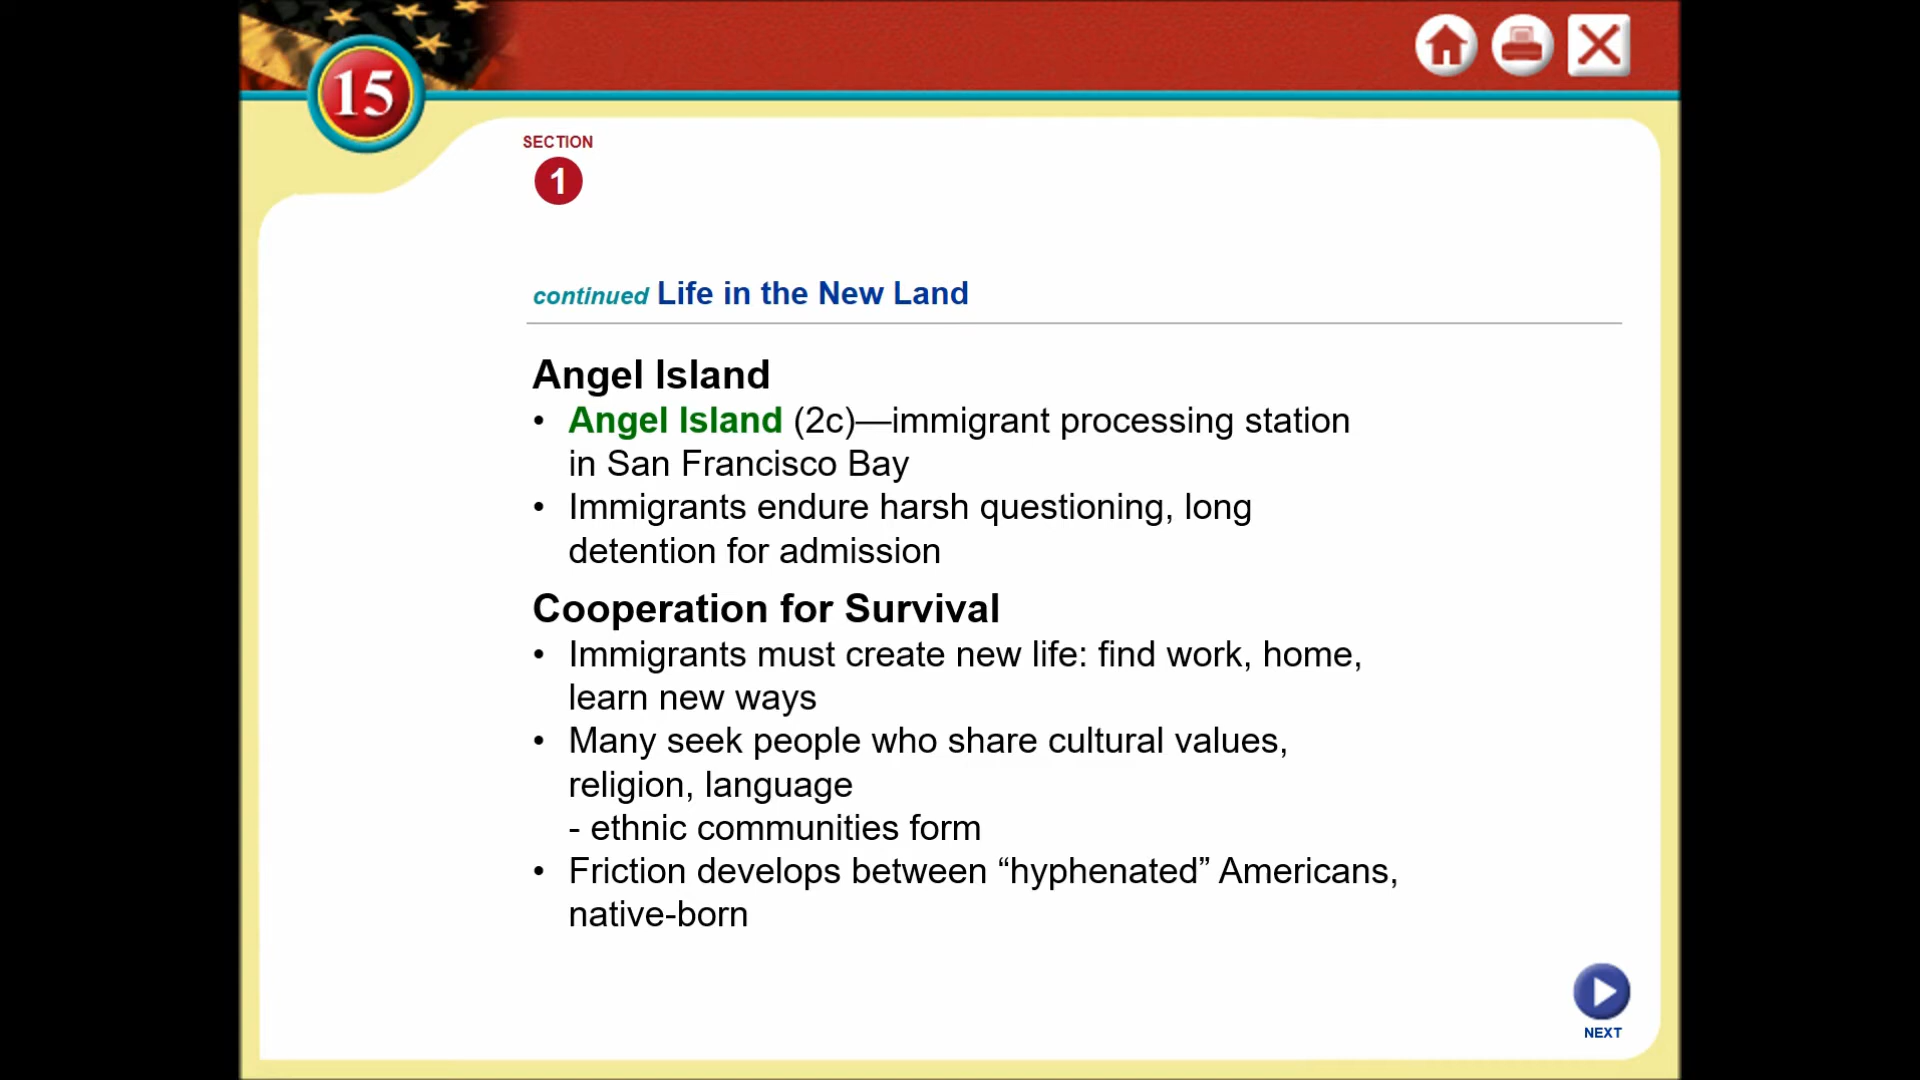 15
SECTION
1
continued Life in the New Land
Angel Island
• Angel Island (2c)—immigrant processing station
in San Francisco Bay
• Immigrants endure harsh questioning, long
detention for admission
Cooperation for Survival
• Immigrants must create new life: find work, home,
learn new ways
• Many seek people who share cultural values,
religion, language
- ethnic communities form
• Friction develops between “hyphenated” Americans,
native-born
NEXT